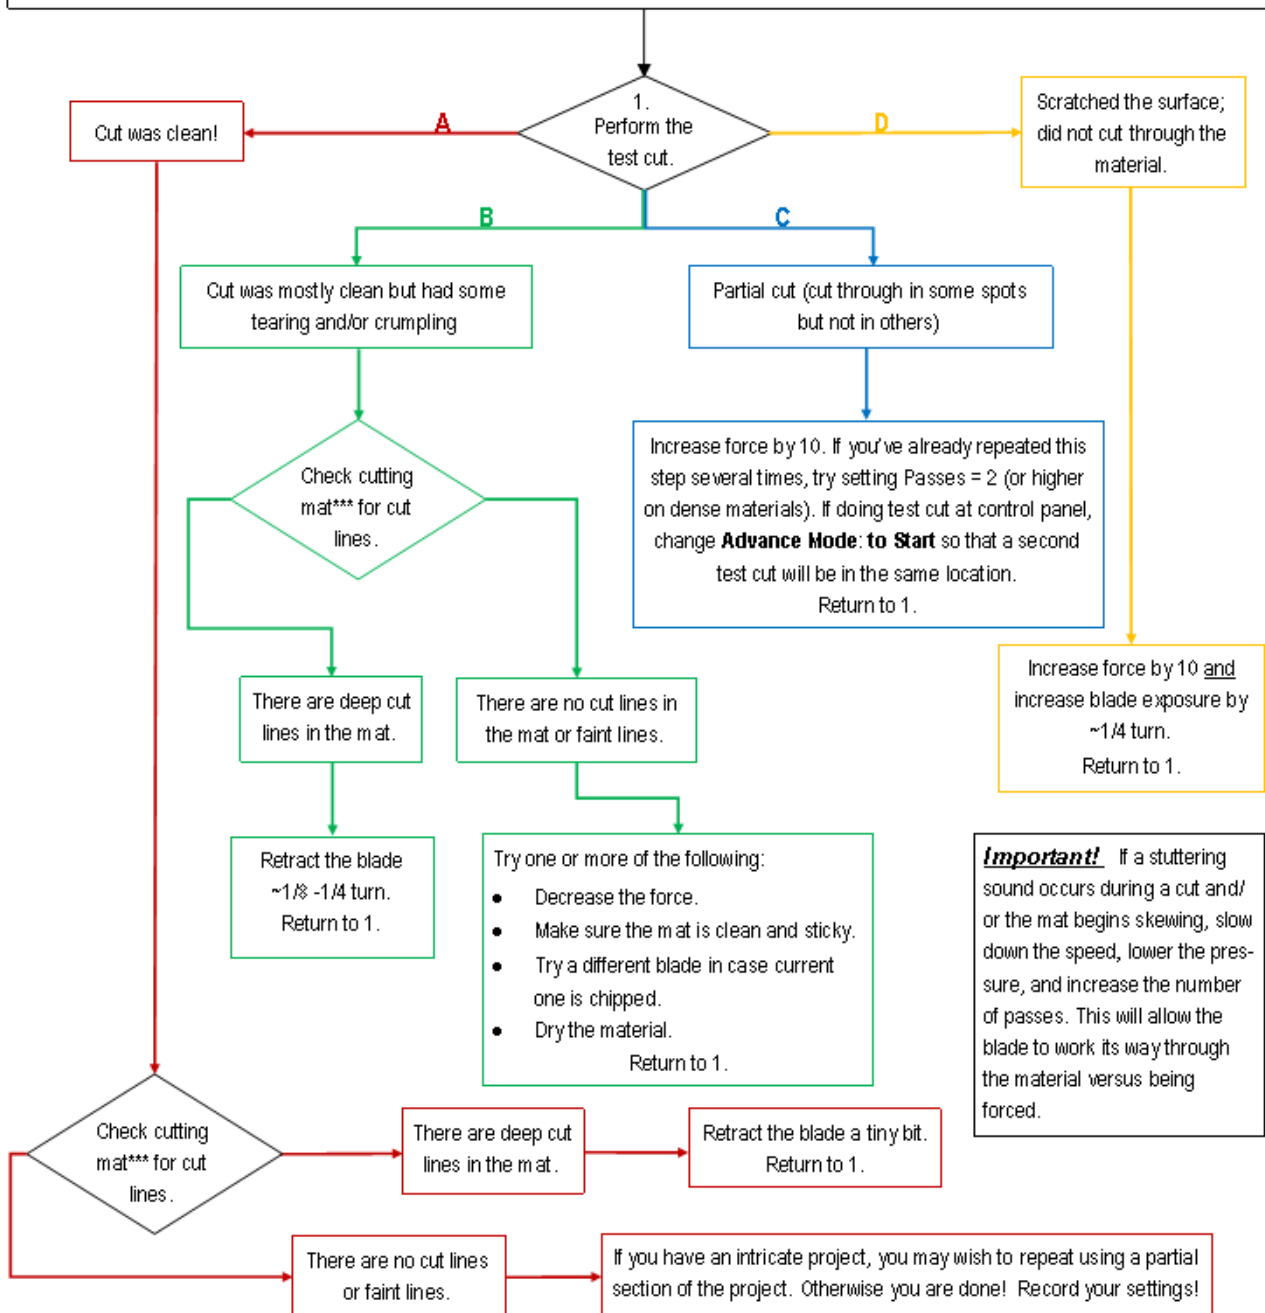 1.
Perform the
test cut.
A
D
Cut was clean!
Scratched the surface;
did not cut through the
material.
B
C
Cut was mostly clean but had some
tearing and/or crumpling
Partial cut (cut through in some spots
but not in others)
Check cutting
mat*** for cut
lines.
Increase force by 10. If you've already repeated this
step several times, try setting Passes = 2 (or higher
on dense materials). If doing test cut at control panel,
change Advance Mode: to Start so that a second
test cut will be in the same location.
Return to 1.
There are deep cut
lines in the mat.
There are no cut lines in
the mat or faint lines.
Increase force by 10 and
increase blade exposure by
~1/4 turn.
Return to 1.
Retract the blade
~1/8 -1/4 turn.
Return to 1.
Try one or more of the following:
• Decrease the force.
• Make sure the mat is clean and sticky.
• Try a different blade in case current
one is chipped.
• Dry the material.
Return to 1.
Important! If a stuttering
sound occurs during a cut and/
or the mat begins skewing, slow
down the speed, lower the pres-
sure, and increase the number
of passes. This will allow the
blade to work its way through
the material versus being
forced.
Check cutting
mat*** for cut
lines.
There are deep cut
lines in the mat.
Retract the blade a tiny bit.
Return to 1.
There are no cut lines
or faint lines.
If you have an intricate project, you may wish to repeat using a partial
section of the project. Otherwise you are done! Record your settings!